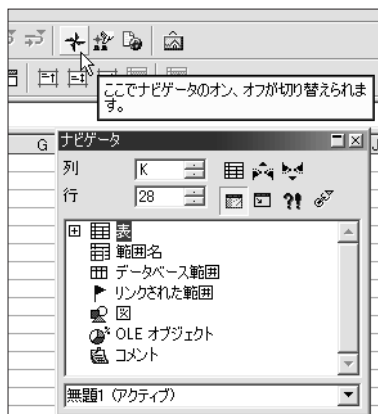 ここでナビゲータのオン、オフが切り替えられま
す。
G
J
ナビゲータ
列 K
行 28
表
範囲名
データベース範囲
リンクされた範囲
図
OLE オブジェクト
コメント
無題1 (アクティブ)